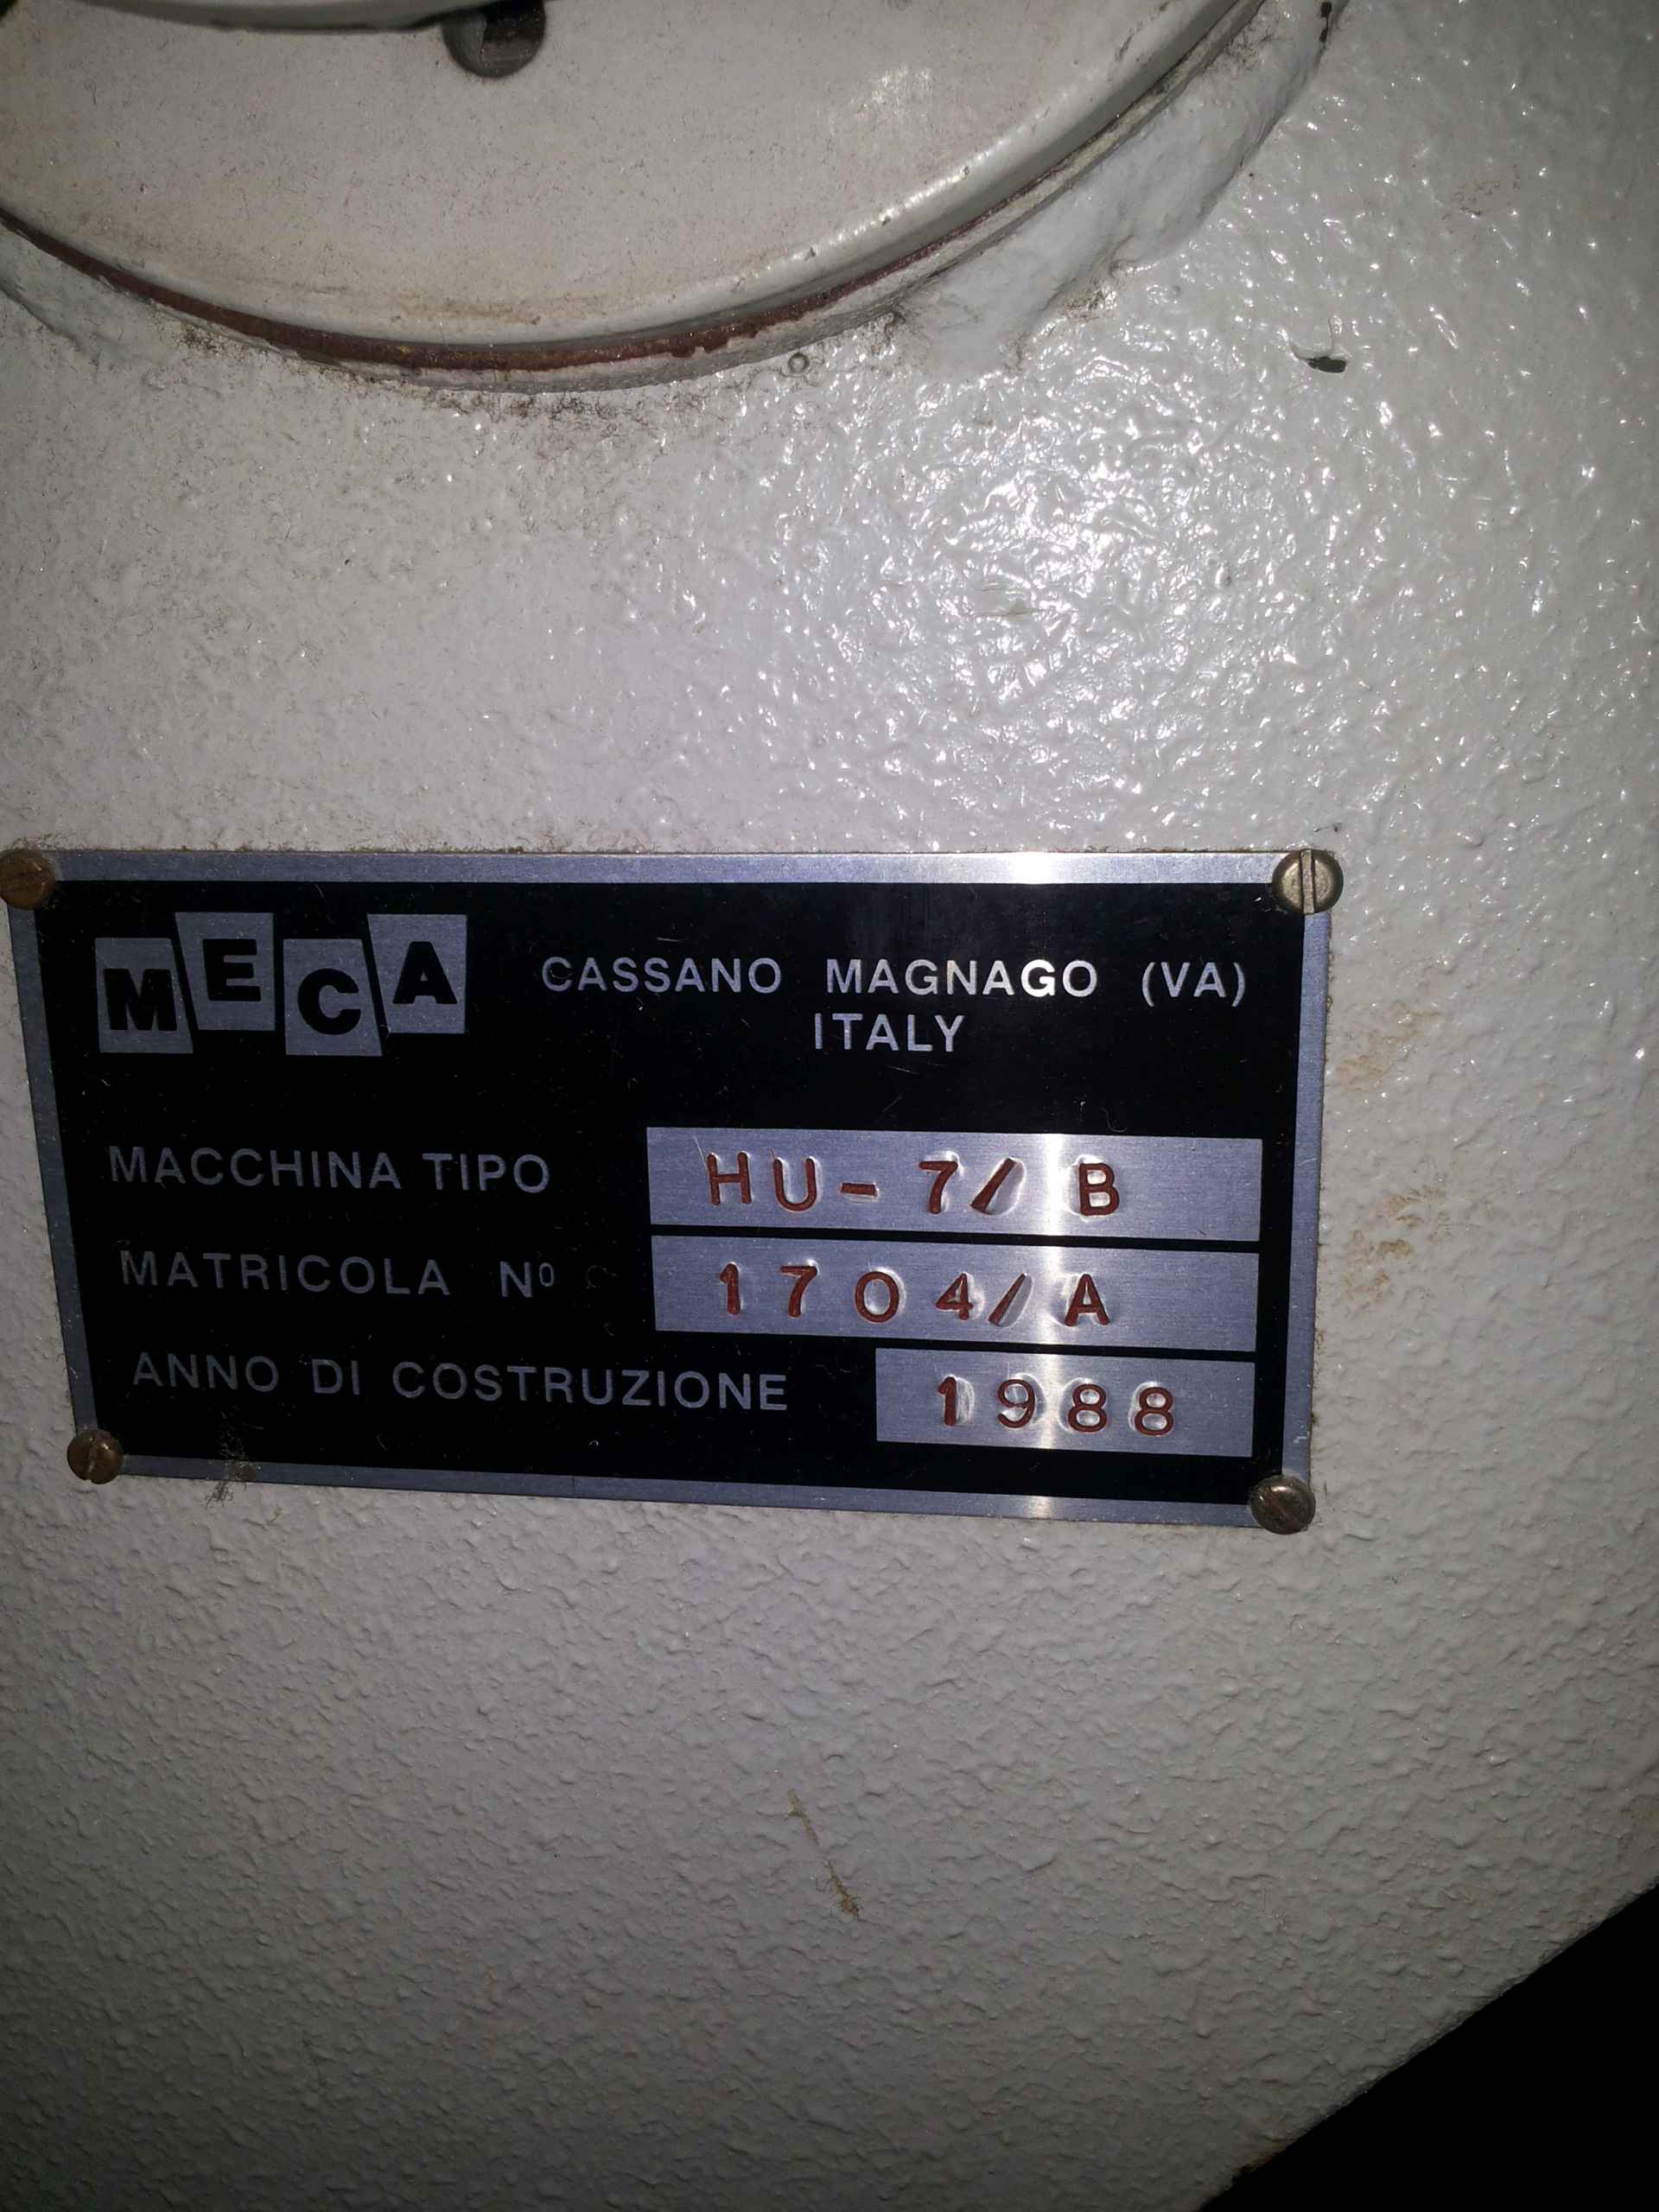 MECA CASSANO MAGNAGO (VA)
ITALY
MACCHINA TIPO HU-7/B
MATRICOLA Nº 1704/A
ANNO DI COSTRUZIONE 1988